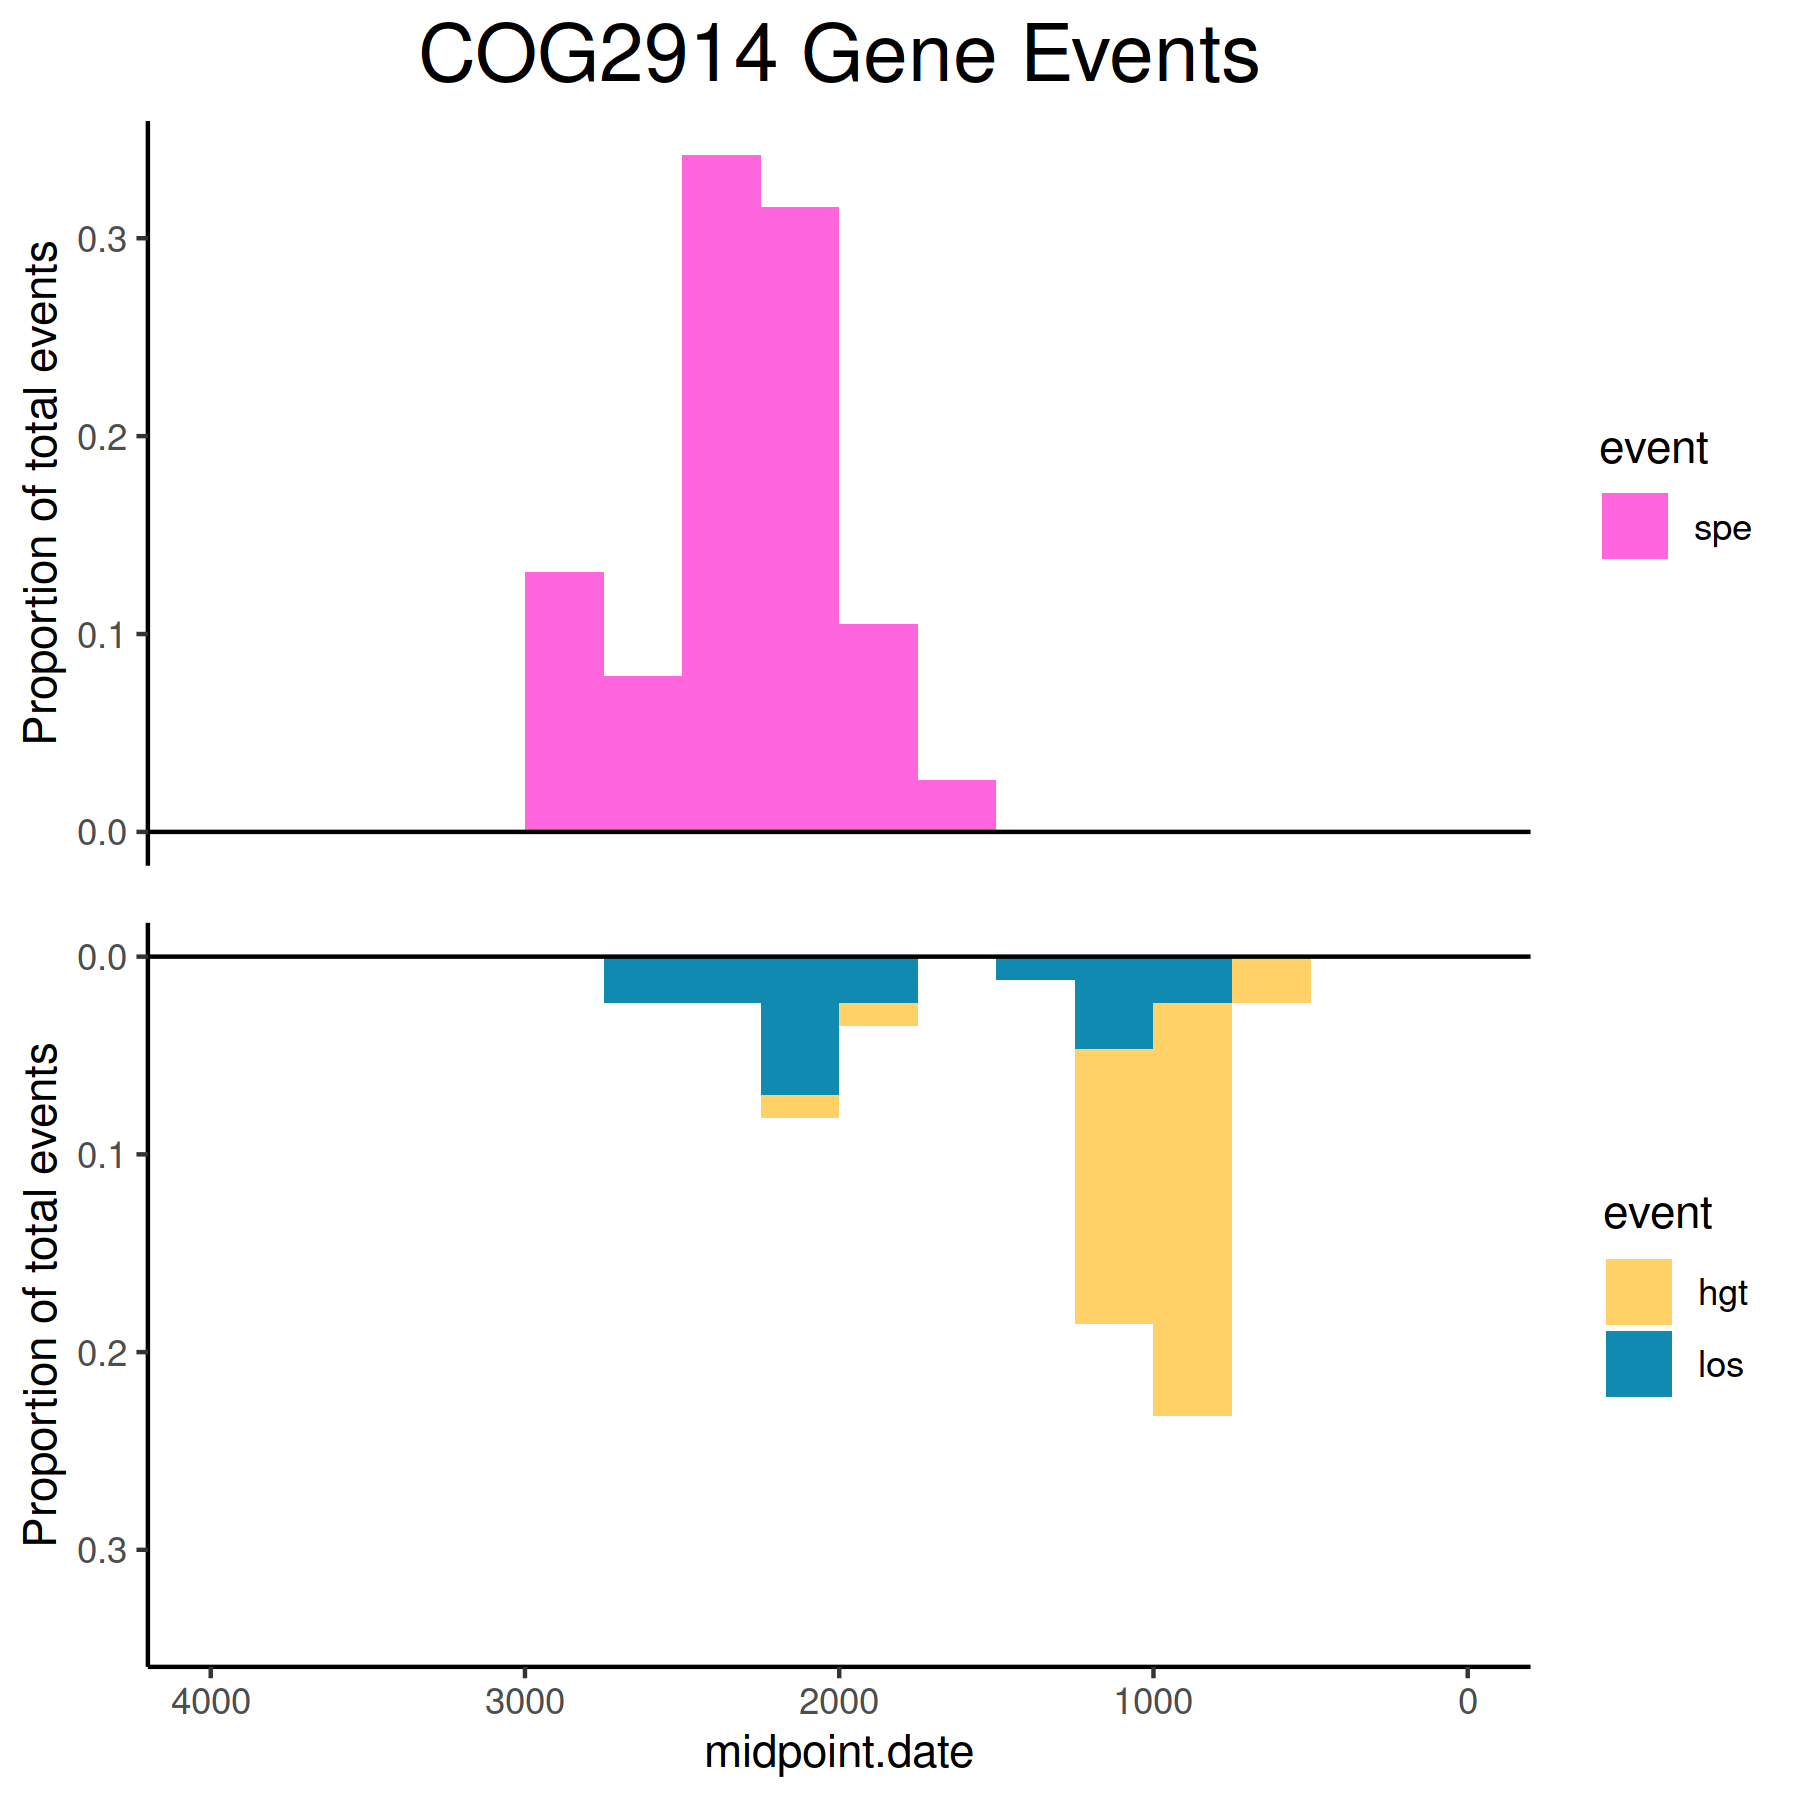 COG2914 Gene Events
Proportion of total events
0.3
0.2
0.1
0.0
event
spe
Proportion of total events
0.0
0.1
0.2
0.3
event
hgt
los
4000 3000 2000 1000 0
midpoint.date